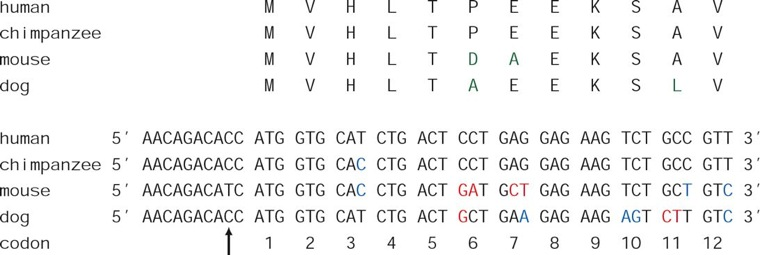 human M V H L T P E E K S A V
chimpanzee M V H L T P E E K S A V
mouse M V H L T D A E K S A V
dog M V H L T A E E K S L V
human 5′ AACAGACACC ATG GTG CAT CTG ACT CCT GAG GAG AAG TCT GCC GTT 3′
chimpanzee 5′ AACAGACACC ATG GTG CAC CTG ACT CCT GAG GAG AAG TCT GCC GTT 3′
mouse 5′ AACAGACATC ATG GTG CAC CTG ACT GAT GCT GAG AAG TCT GCT GTC 3′
dog 5′ AACAGACACC ATG GTG CAT CTG ACT GCT GAA GAG AAG AGT CTT GTC 3′
codon 1 2 3 4 5 6 7 8 9 10 11 12